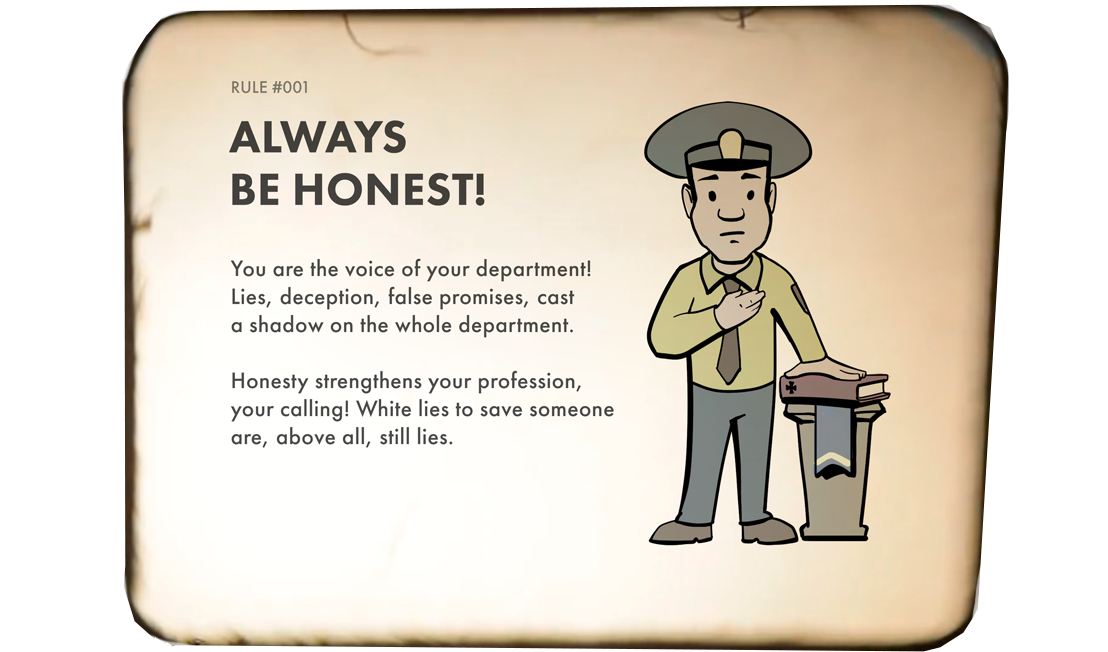 RULE #001
ALWAYS
BE HONEST!
You are the voice of your department!
Lies, deception, false promises, cast
a shadow on the whole department.
Honesty strengthens your profession,
your calling! White lies to save someone
are, above all, still lies.